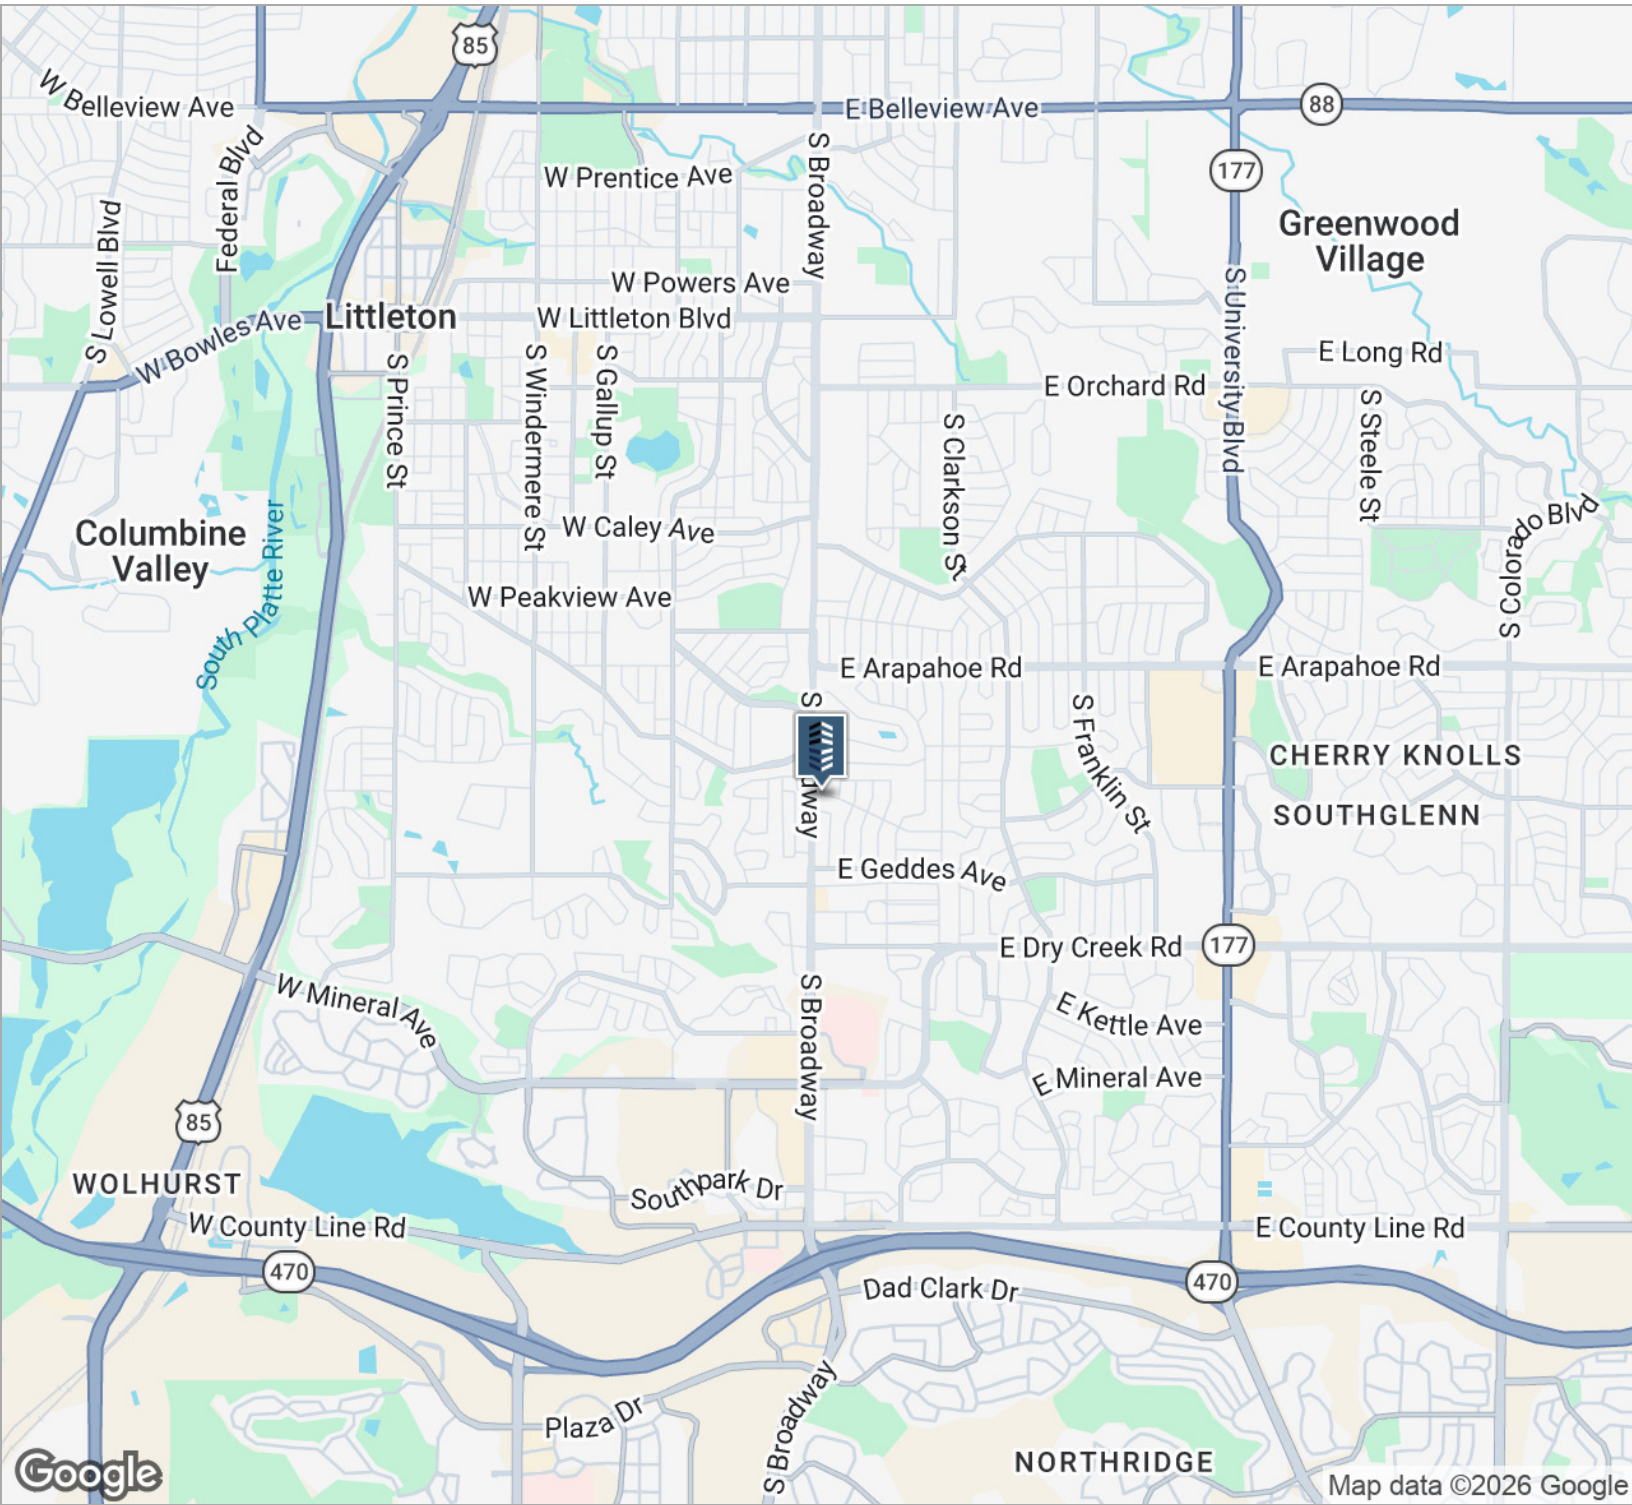 85
W Belleview Ave
E Belleview Ave
88
Federal Blvd
S Broadway
177
W Prentice Ave
S Lowell Blvd
Greenwood
Village
W Powers Ave
S University Blvd
W Bowles Ave
Littleton
W Littleton Blvd
E Long Rd
S Prince St
S Windermere St
S Gallup St
E Orchard Rd
S Clarkson St
S Steele St
Columbine
Valley
South Platte River
W Caley Ave
S Colorado Blvd
W Peakview Ave
E Arapahoe Rd
E Arapahoe Rd
S
dway
S Franklin St
CHERRY KNOLLS
SOUTHGLENN
E Geddes Ave
E Dry Creek Rd
177
W Mineral Ave
S Broadway
E Kettle Ave
E Mineral Ave
85
WOLHURST
Southpark Dr
W County Line Rd
E County Line Rd
470
470
Dad Clark Dr
S Broadway
Plaza Dr
NORTHRIDGE
Google
Map data ©2026 Google